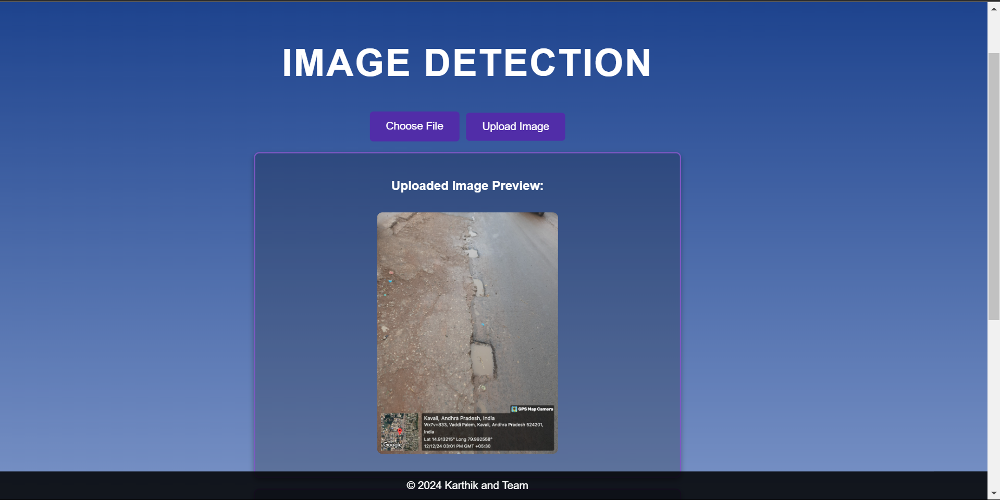 IMAGE DETECTION
Choose File
Upload Image
Uploaded Image Preview:
GPS Map Camera
Kavali, Andhra Pradesh, India
Wx7v+833, Vaddi Palem, Kavali, Andhra Pradesh 524201,
India
Lat 14.913215° Long 79.992558°
12/12/24 03:01 PM GMT +05:30
Google
© 2024 Karthik and Team